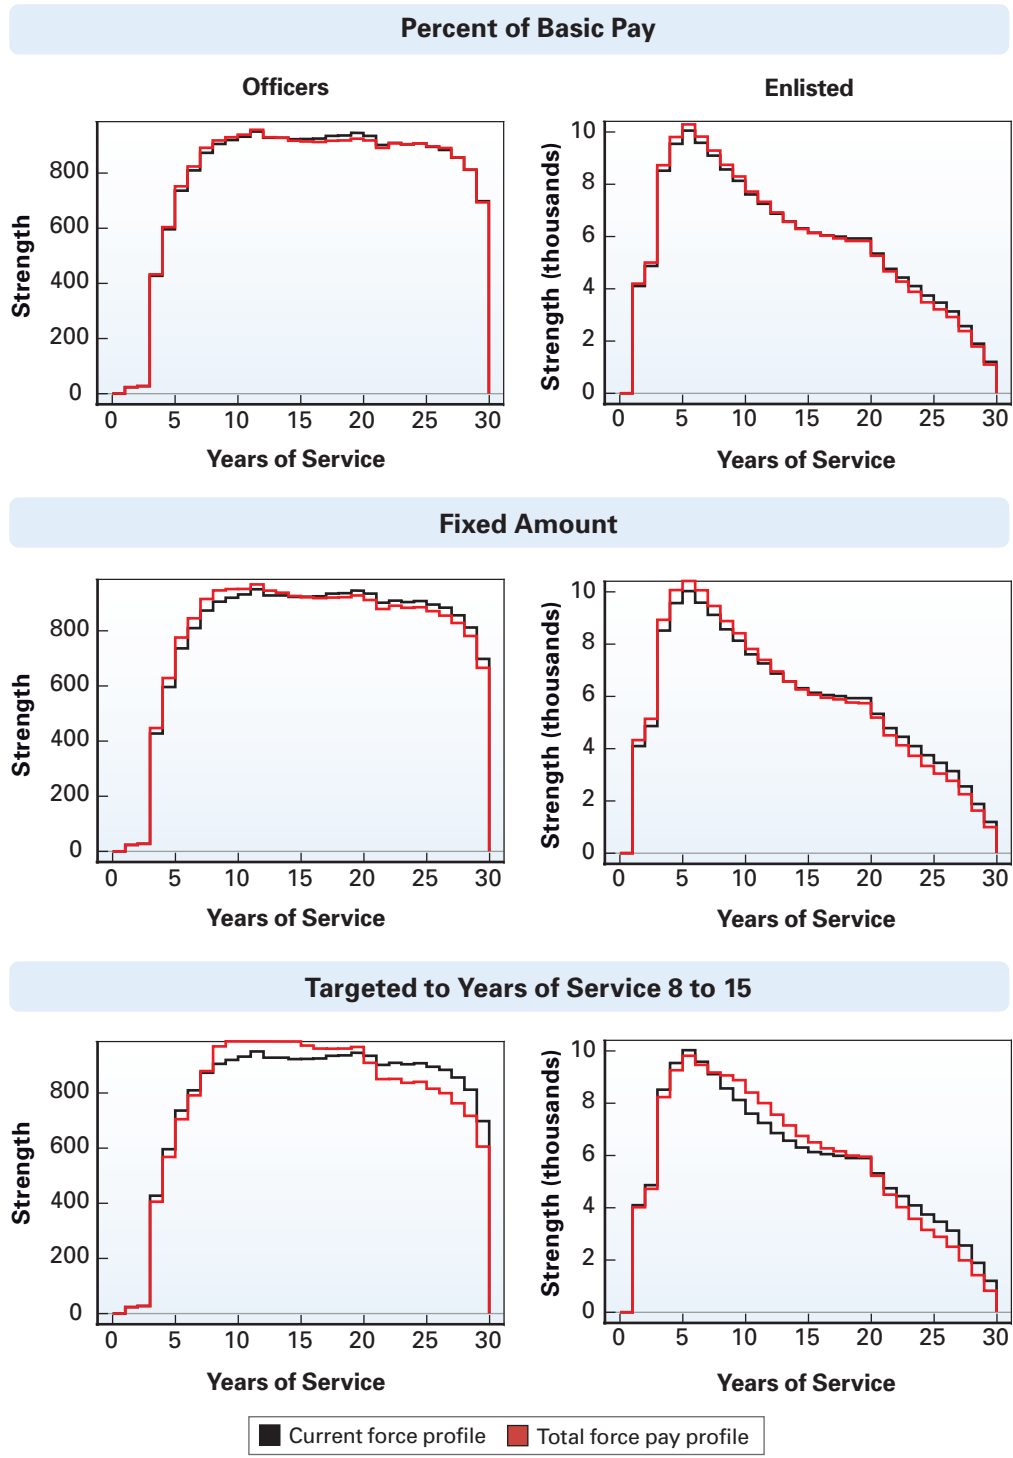 Percent of Basic Pay
Officers
Enlisted
Strength
800
600
400
200
0
0 5 10 15 20 25 30
Years of Service
Strength (thousands)
10
8
6
4
2
0
0 5 10 15 20 25 30
Years of Service
Fixed Amount
Strength
800
600
400
200
0
0 5 10 15 20 25 30
Years of Service
Strength (thousands)
10
8
6
4
2
0
0 5 10 15 20 25 30
Years of Service
Targeted to Years of Service 8 to 15
Strength
800
600
400
200
0
0 5 10 15 20 25 30
Years of Service
Strength (thousands)
10
8
6
4
2
0
0 5 10 15 20 25 30
Years of Service
Current force profile
Total force pay profile